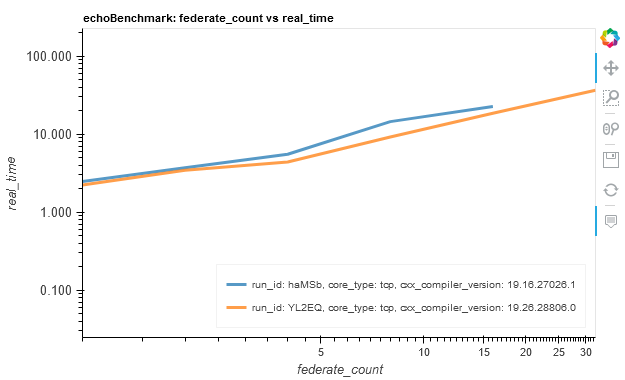 echoBenchmark: federate_count vs real_time
100.000
10.000
1.000
0.100
real_time
run_id: haMSb, core_type: tcp, cxx_compiler_version: 19.16.27026.1
run_id: YL2EQ, core_type: tcp, cxx_compiler_version: 19.26.28806.0
5 10 15 20 25 30
federate_count